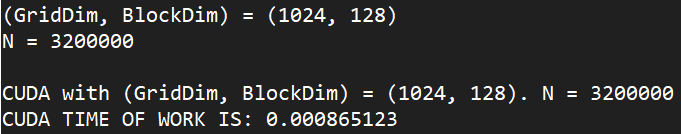 (GridDim, BlockDim) = (1024, 128)
N = 3200000
CUDA with (GridDim, BlockDim) = (1024, 128). N = 3200000
CUDA TIME OF WORK IS: 0.000865123